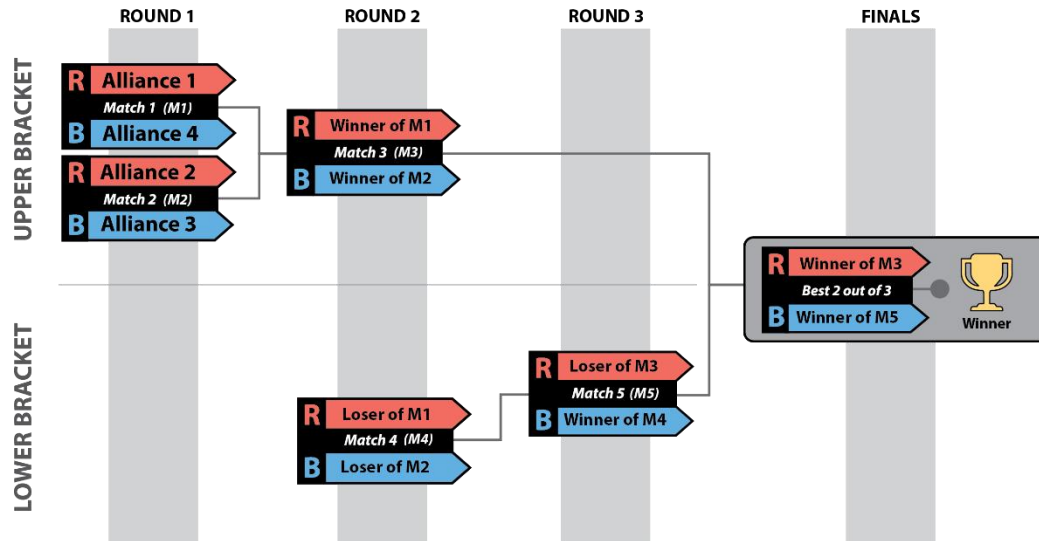 ROUND 1
ROUND 2
ROUND 3
FINALS
UPPER BRACKET
R Alliance 1
Match 1 (M1)
B Alliance 4
R Alliance 2
Match 2 (M2)
B Alliance 3
R Winner of M1
Match 3 (M3)
B Winner of M2
R Winner of M3
Best 2 out of 3
B Winner of M5
Winner
LOWER BRACKET
R Loser of M1
Match 4 (M4)
B Loser of M2
R Loser of M3
Match 5 (M5)
B Winner of M4